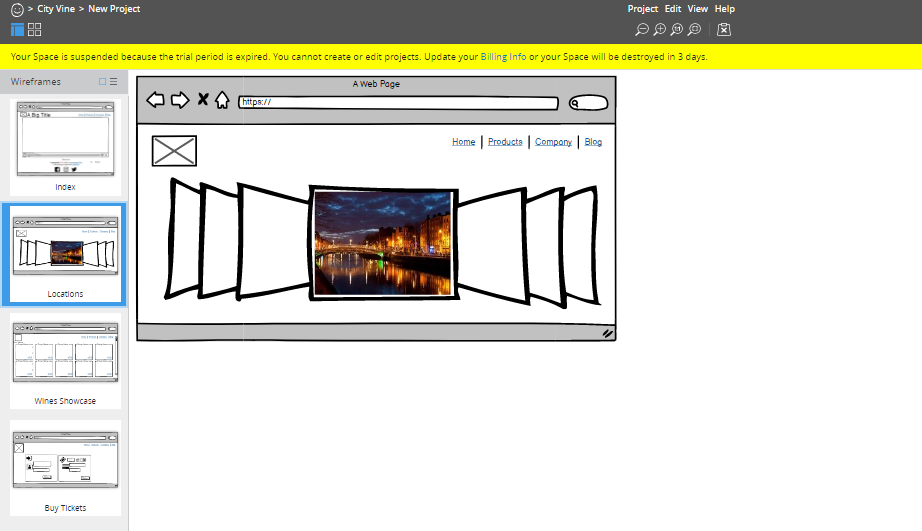 > City Vine > New Project
Project Edit View Help
Your Space is suspended because the trial period is expired. You cannot create or edit projects. Update your Billing Info or your Space will be destroyed in 3 days.
Wireframes
A Big Title
Index
Locations
Wines Showcase
Buy Tickets
A Web Page
https://
Home Products Company Blog